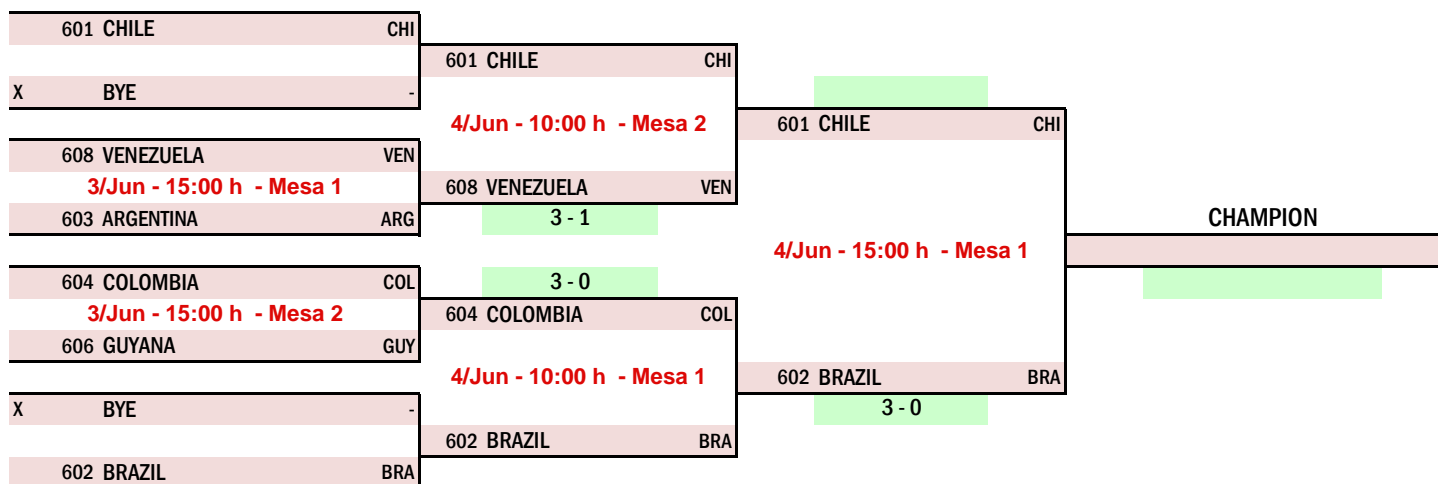 601 CHILE CHI
X BYE -
608 VENEZUELA VEN
3/Jun - 15:00 h - Mesa 1
603 ARGENTINA ARG
604 COLOMBIA COL
3/Jun - 15:00 h - Mesa 2
606 GUYANA GUY
X BYE -
602 BRAZIL BRA
601 CHILE CHI
4/Jun - 10:00 h - Mesa 2
608 VENEZUELA VEN
3 - 1
3 - 0
604 COLOMBIA COL
4/Jun - 10:00 h - Mesa 1
602 BRAZIL BRA
601 CHILE CHI
4/Jun - 15:00 h - Mesa 1
602 BRAZIL BRA
3 - 0
CHAMPION